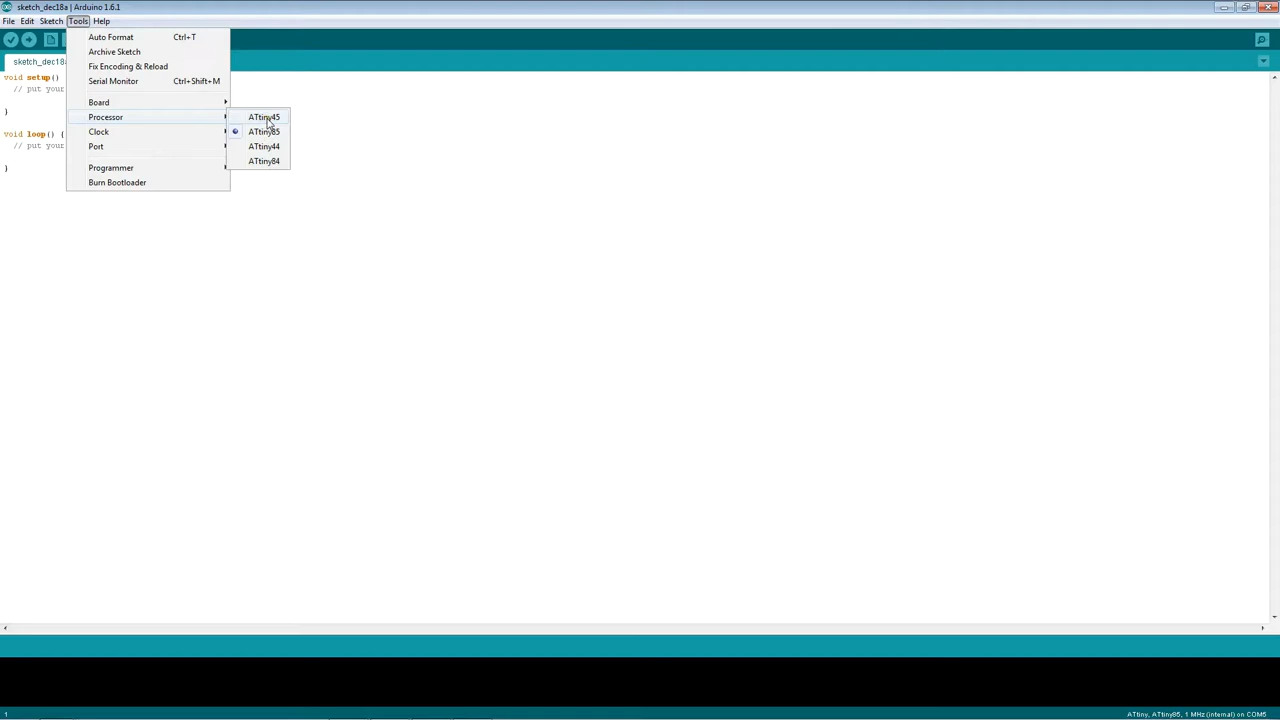 sketch_dec18a | Arduino 1.6.1
File Edit Sketch Tools Help
Auto Format Ctrl+T
Archive Sketch
Fix Encoding & Reload
Serial Monitor Ctrl+Shift+M
Board
Processor
Clock
Port
Programmer
Burn Bootloader
ATtiny45
ATtiny85
ATtiny44
ATtiny84
sketch_dec18a
void setup()
// put your
}
void loop() {
// put your
}
1
ATtiny, ATtiny85, 1 MHz (internal) on COM5